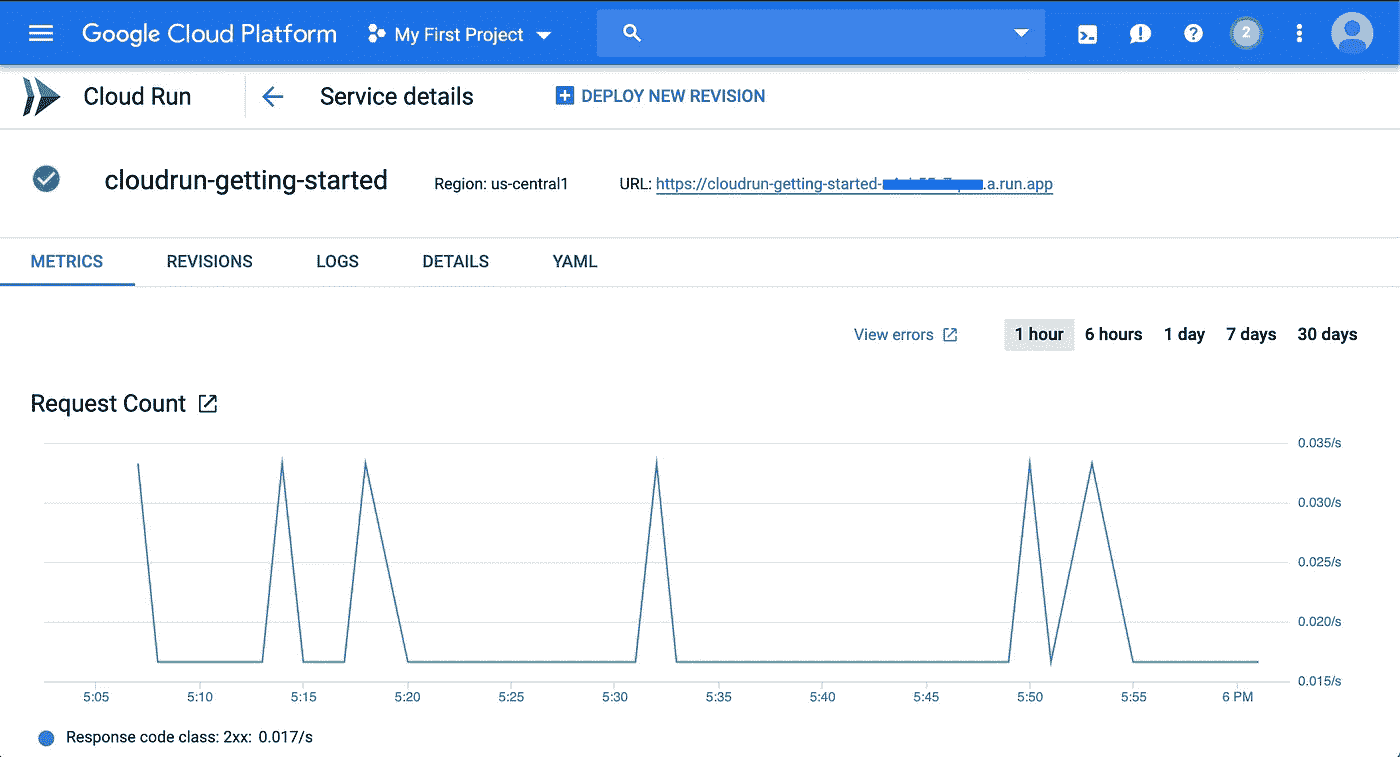 Google Cloud Platform My First Project 2
Cloud Run Service details DEPLOY NEW REVISION
cloudrun-getting-started Region: us-central1 URL: https://cloudrun-getting-started- .a.run.app
METRICS REVISIONS LOGS DETAILS YAML
View errors 1 hour 6 hours 1 day 7 days 30 days
Request Count
0.035/s
0.030/s
0.025/s
0.020/s
0.015/s
5:05 5:10 5:15 5:20 5:25 5:30 5:35 5:40 5:45 5:50 5:55 6 PM
Response code class: 2xx: 0.017/s